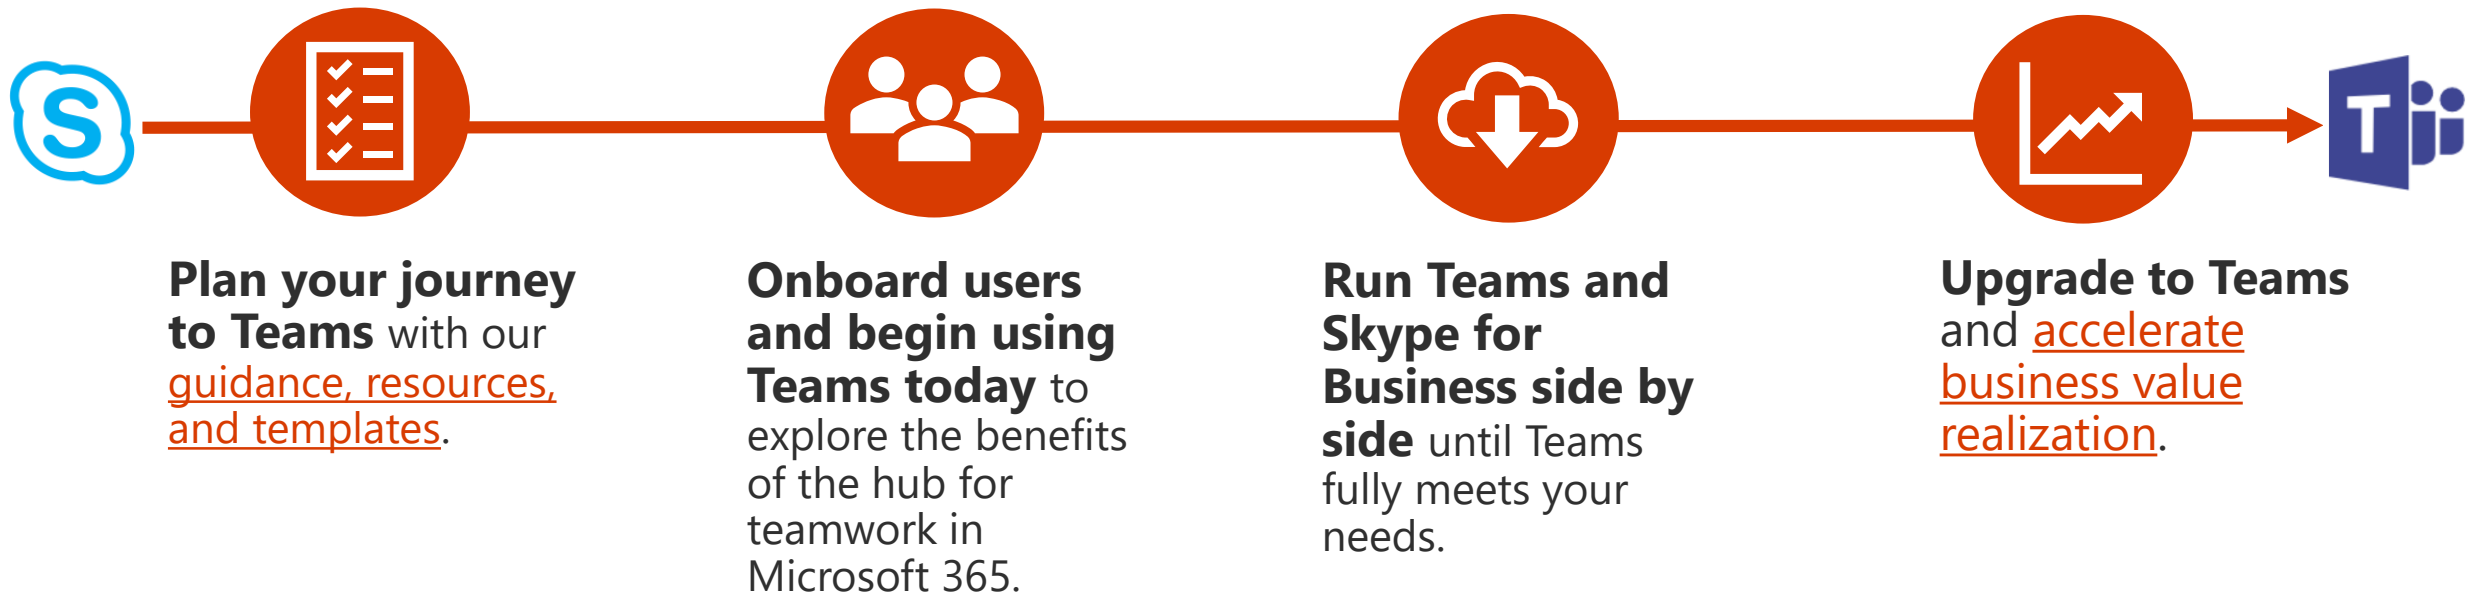 S
T
Plan your journey
to Teams with our
guidance, resources,
and templates.
Onboard users
and begin using
Teams today to
explore the benefits
of the hub for
teamwork in
Microsoft 365.
Run Teams and
Skype for
Business side by
side until Teams
fully meets your
needs.
Upgrade to Teams
and accelerate
business value
realization.